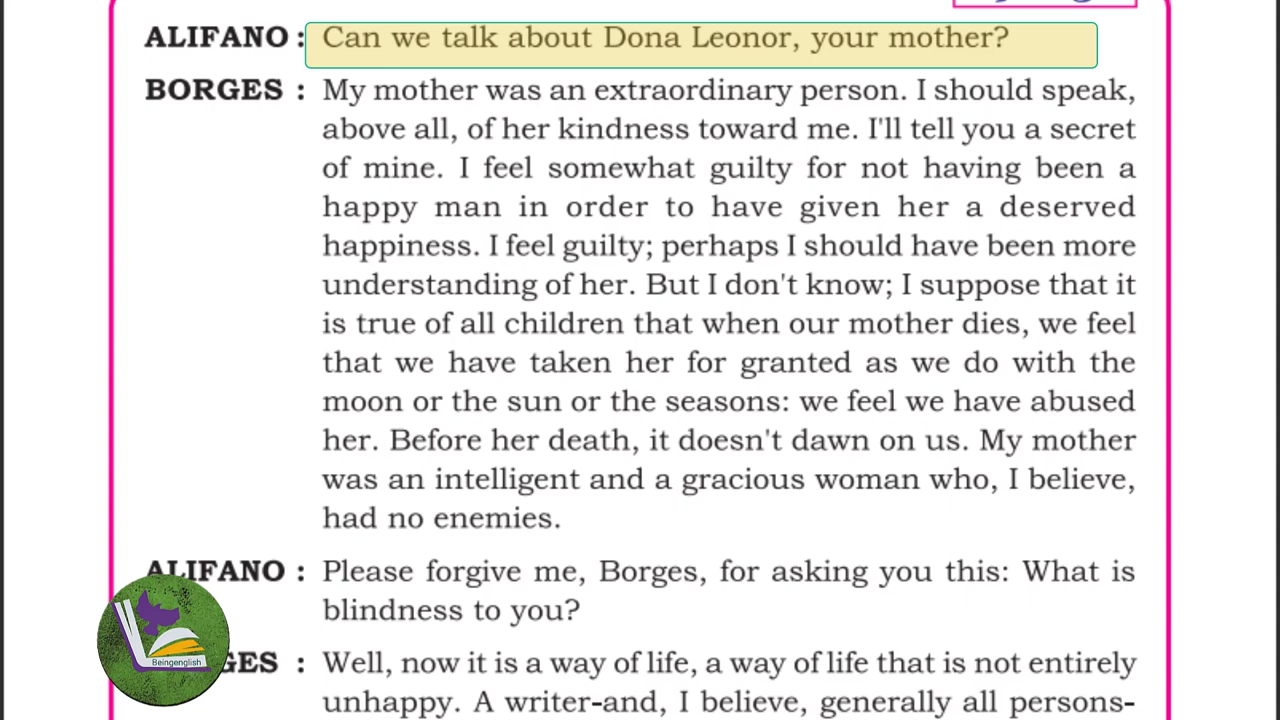 ALIFANO : Can we talk about Dona Leonor, your mother?
BORGES : My mother was an extraordinary person. I should speak,
above all, of her kindness toward me. I'll tell you a secret
of mine. I feel somewhat guilty for not having been a
happy man in order to have given her a deserved
happiness. I feel guilty; perhaps I should have been more
understanding of her. But I don't know; I suppose that it
is true of all children that when our mother dies, we feel
that we have taken her for granted as we do with the
moon or the sun or the seasons: we feel we have abused
her. Before her death, it doesn't dawn on us. My mother
was an intelligent and a gracious woman who, I believe,
had no enemies.
ALIFANO : Please forgive me, Borges, for asking you this: What is
blindness to you?
GES : Well, now it is a way of life, a way of life that is not entirely
unhappy. A writer-and, I believe, generally all persons-
Beingenglish